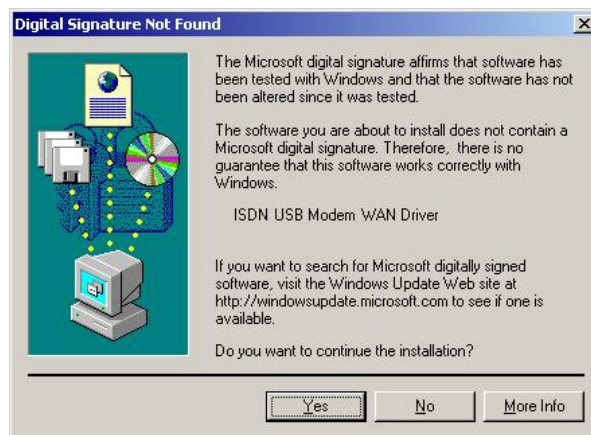 Digital Signature Not Found
The Microsoft digital signature affirms that software has
been tested with Windows and that the software has not
been altered since it was tested.
The software you are about to install does not contain a
Microsoft digital signature. Therefore, there is no
guarantee that this software works correctly with
Windows.
ISDN USB Modem WAN Driver
If you want to search for Microsoft digitally signed
software, visit the Windows Update Web site at
http://windowsupdate.microsoft.com to see if one is
available.
Do you want to continue the installation?
Yes No More Info